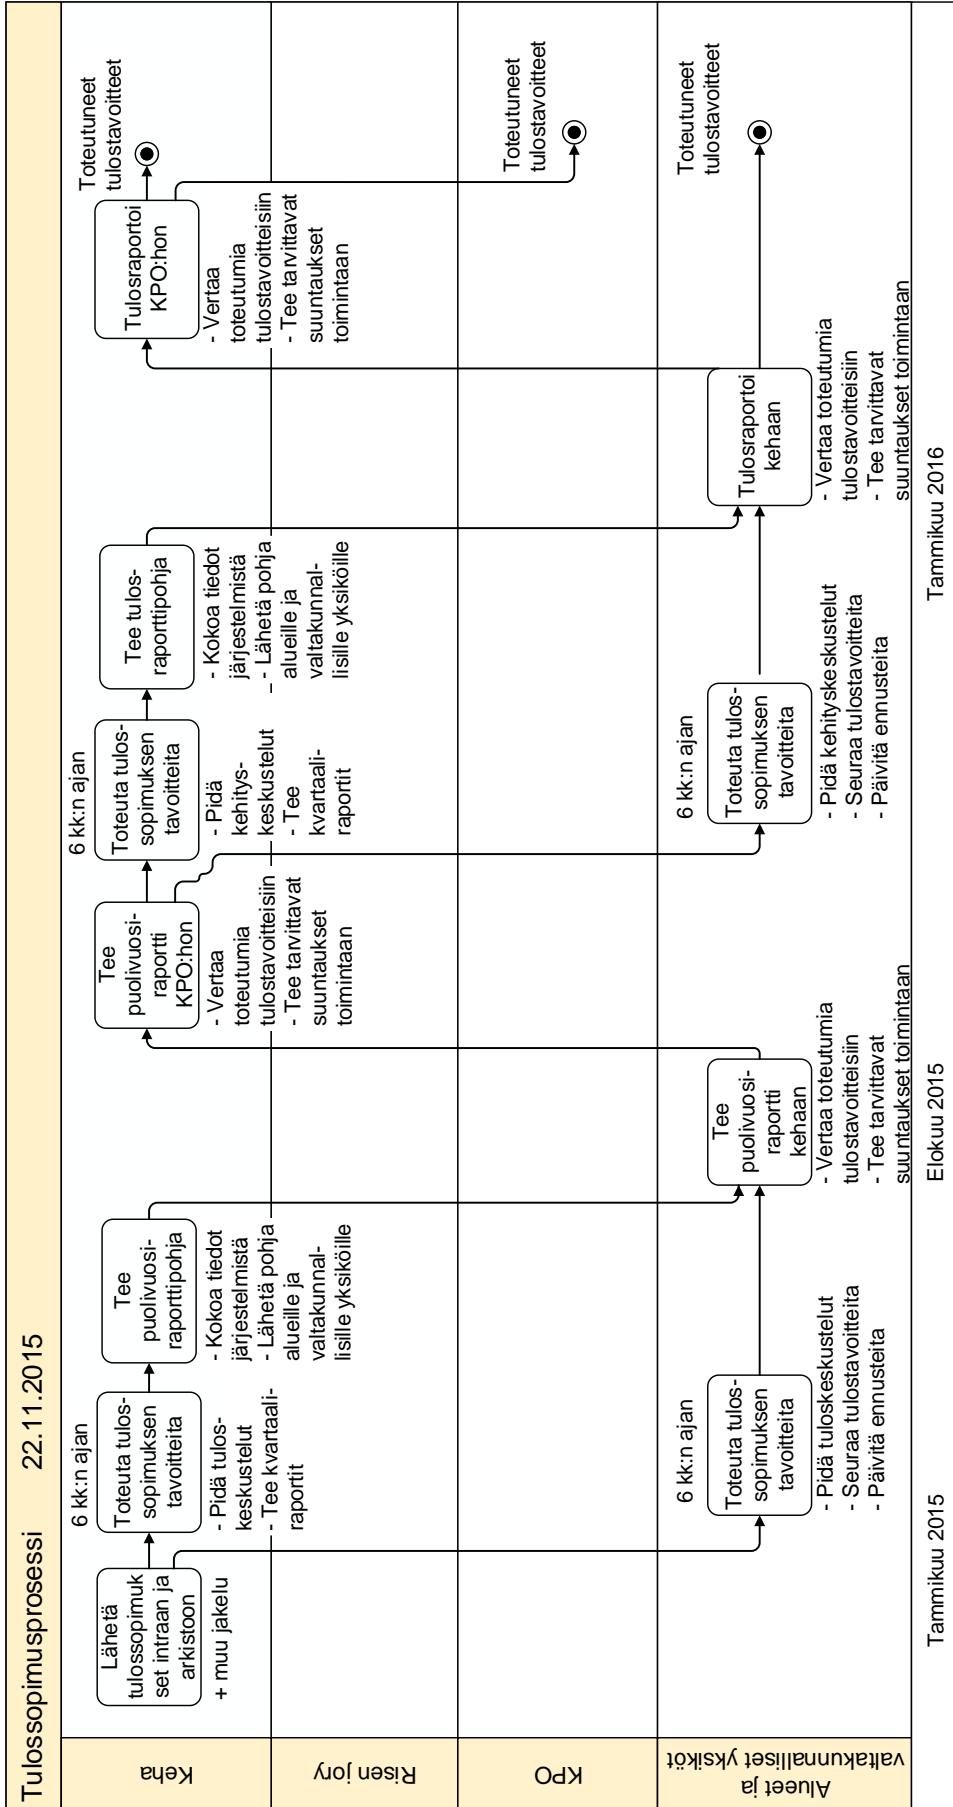 Tulossopimusprosessi 22.11.2015
Keha
Lähetä
tulossopimuk
set intraan ja
arkistoon
+ muu jakelu
6 kk:n ajan
Toteuta tulos-
sopimuksen
tavoitteita
- Pidä tulos-
keskustelut
- Tee kvartaali-
raportit
Tee
puolivuosi-
raporttipohja
- Kokoa tiedot
järjestelmistä
- Lähetä pohja
alueille ja
valtakunnal-
lisille yksiköille
Tee
puolivuosi-
raportti
KPO:hon
- Vertaa
toteutumia
tulostavoitteisiin
- Tee tarvittavat
suuntaukset
toimintaan
6 kk:n ajan
Toteuta tulos-
sopimuksen
tavoitteita
- Pidä
kehitys-
keskustelut
- Tee
kvartaali-
raportit
Tee tulos-
raporttipohja
- Kokoa tiedot
järjestelmistä
- Lähetä pohja
alueille ja
valtakunnal-
lisille yksiköille
Tulosraportoi
KPO:hon
- Vertaa
toteutumia
tulostavoitteisiin
- Tee tarvittavat
suuntaukset
toimintaan
Toteutuneet
tulostavoitteet
Risen jory
KPO
Toteutuneet
tulostavoitteet
Alueet ja
valtakunnalliset yksiköt
6 kk:n ajan
Toteuta tulos-
sopimuksen
tavoitteita
- Pidä tuloskeskustelut
- Seuraa tulostavoitteita
- Päivitä ennusteita
Tee
puolivuosi-
raportti
kehaan
- Vertaa toteutumia
tulostavoitteisiin
- Tee tarvittavat
suuntaukset toimintaan
6 kk:n ajan
Toteuta tulos-
sopimuksen
tavoitteita
- Pidä kehityskeskustelut
- Seuraa tulostavoitteita
- Päivitä ennusteita
Tulosraportoi
kehaan
- Vertaa toteutumia
tulostavoitteisiin
- Tee tarvittavat
suuntaukset toimintaan
Toteutuneet
tulostavoitteet
Tammikuu 2015
Elokuu 2015
Tammikuu 2016